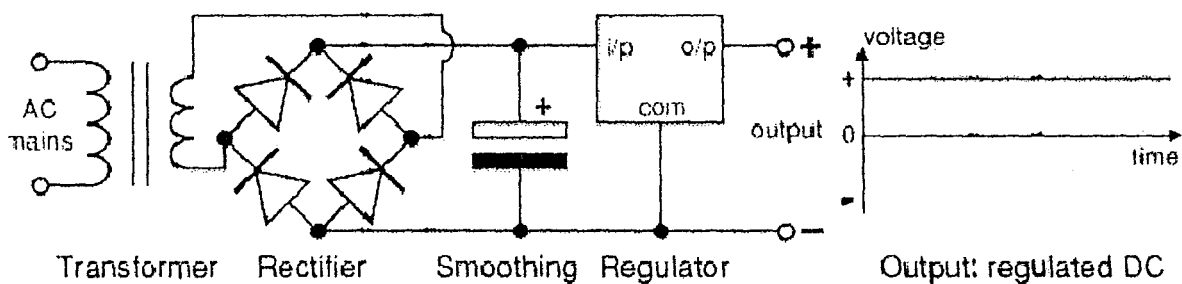 voltage
i/p o/p
+
+
+
AC
mains
com
output
0
time
−
-
Transformer Rectifier Smoothing Regulator Output: regulated DC